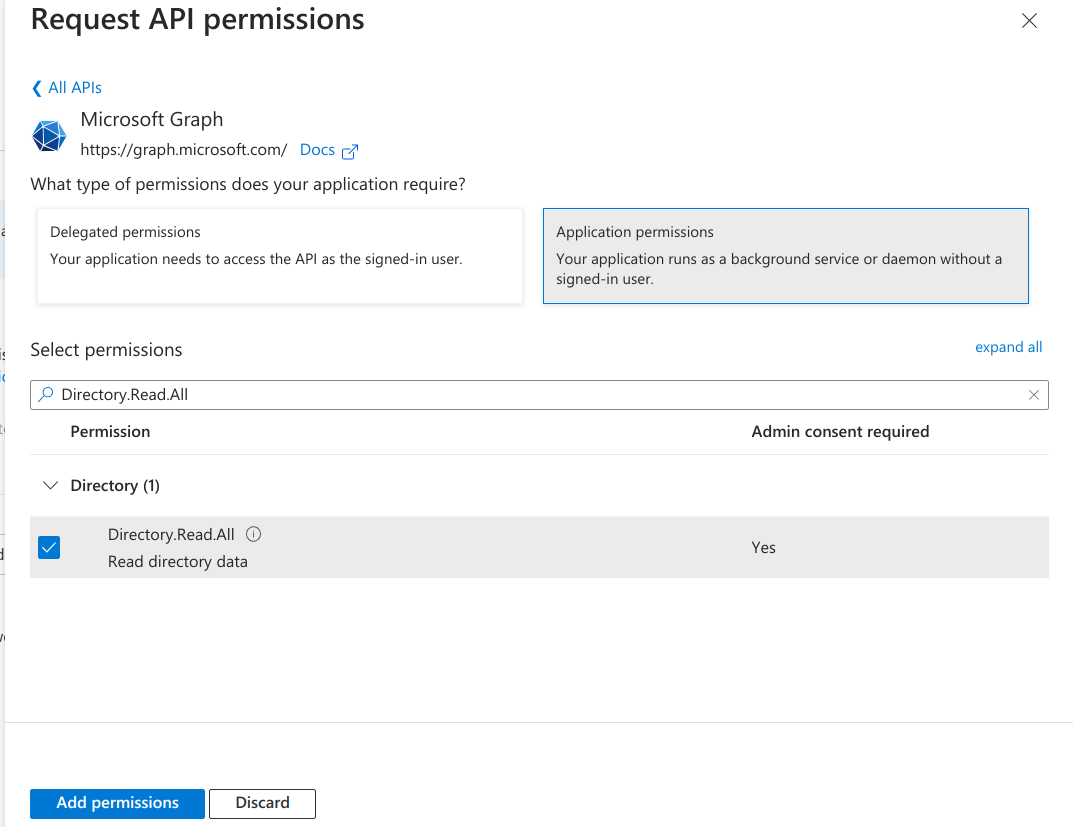 Request API permissions
All APIs
Microsoft Graph
https://graph.microsoft.com/ Docs
What type of permissions does your application require?
Delegated permissions
Your application needs to access the API as the signed-in user.
Application permissions
Your application runs as a background service or daemon without a
signed-in user.
Select permissions
expand all
Directory.Read.All
Permission Admin consent required
Directory (1)
Directory.Read.All
Read directory data
Yes
Add permissions Discard